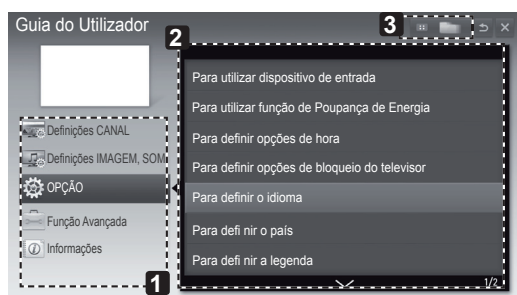 Guia do Utilizador
3
2
Para utilizar dispositivo de entrada
Para utilizar função de Poupança de Energia
Para definir opções de hora
Para definir opções de bloqueio do televisor
Para definir o idioma
Para defi nir o país
Para defi nir a legenda
1/2
Definições CANAL
Definições IMAGEM, SOM
OPÇÃO
Função Avançada
Informações
1